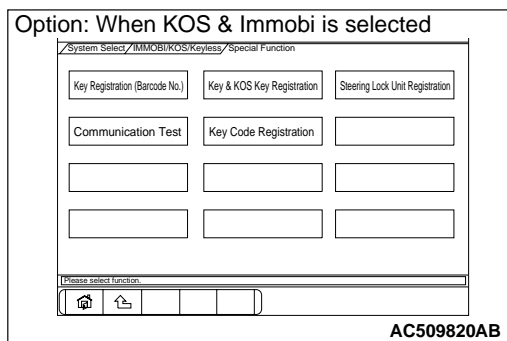 Option: When KOS & Immobi is selected
System Select/IMMOBI/KOS/Keyless/Special Function
Key Registration (Barcode No.) Key & KOS Key Registration Steering Lock Unit Registration
Communication Test Key Code Registration
Please select function.
AC509820AB